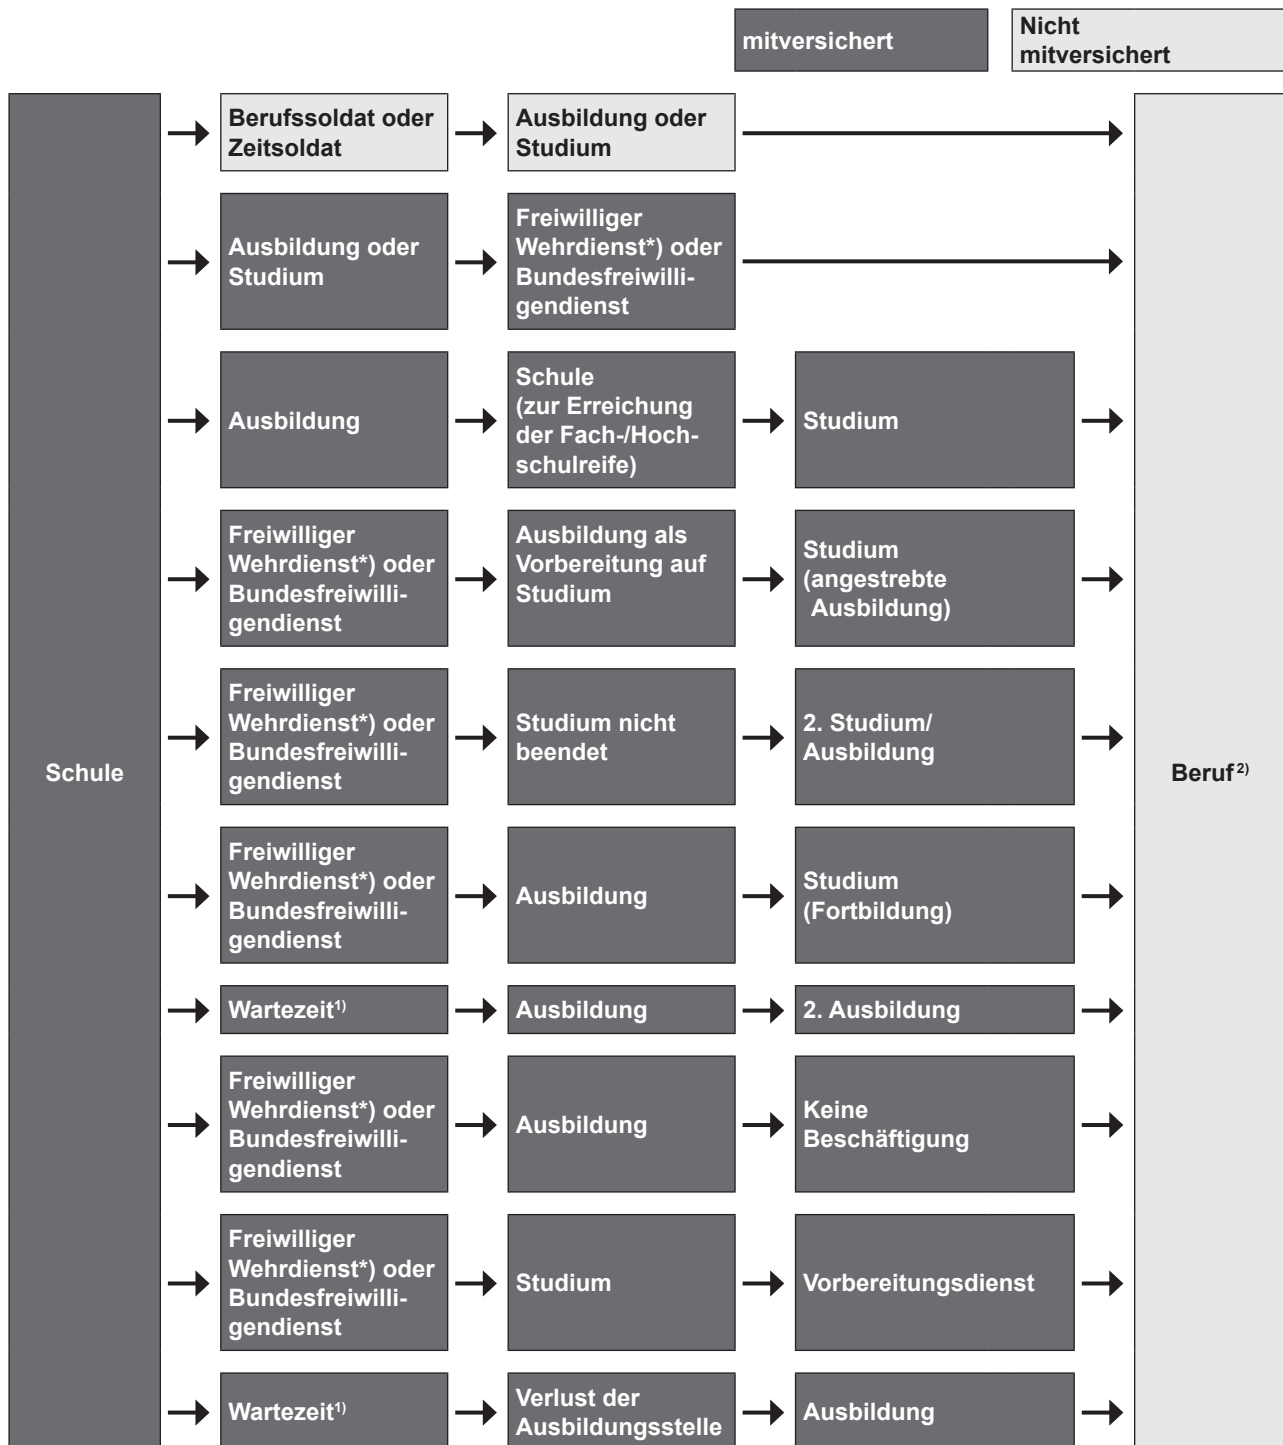 mitversichert
Nicht
mitversichert
Schule
Berufssoldat oder
Zeitsoldat
Ausbildung oder
Studium
Ausbildung oder
Studium
Freiwilliger
Wehrdienst*) oder
Bundesfreiwilli-
gendienst
Ausbildung
Schule
(zur Erreichung
der Fach-/Hoch-
schulreife)
Studium
Freiwilliger
Wehrdienst*) oder
Bundesfreiwilli-
gendienst
Ausbildung als
Vorbereitung auf
Studium
Studium
(angestrebte
Ausbildung)
Freiwilliger
Wehrdienst*) oder
Bundesfreiwilli-
gendienst
Studium nicht
beendet
2. Studium/
Ausbildung
Freiwilliger
Wehrdienst*) oder
Bundesfreiwilli-
gendienst
Ausbildung
Studium
(Fortbildung)
Wartezeit1)
Ausbildung
2. Ausbildung
Freiwilliger
Wehrdienst*) oder
Bundesfreiwilli-
gendienst
Ausbildung
Keine
Beschäftigung
Freiwilliger
Wehrdienst*) oder
Bundesfreiwilli-
gendienst
Studium
Vorbereitungsdienst
Wartezeit1)
Verlust der
Ausbildungsstelle
Ausbildung
Beruf2)